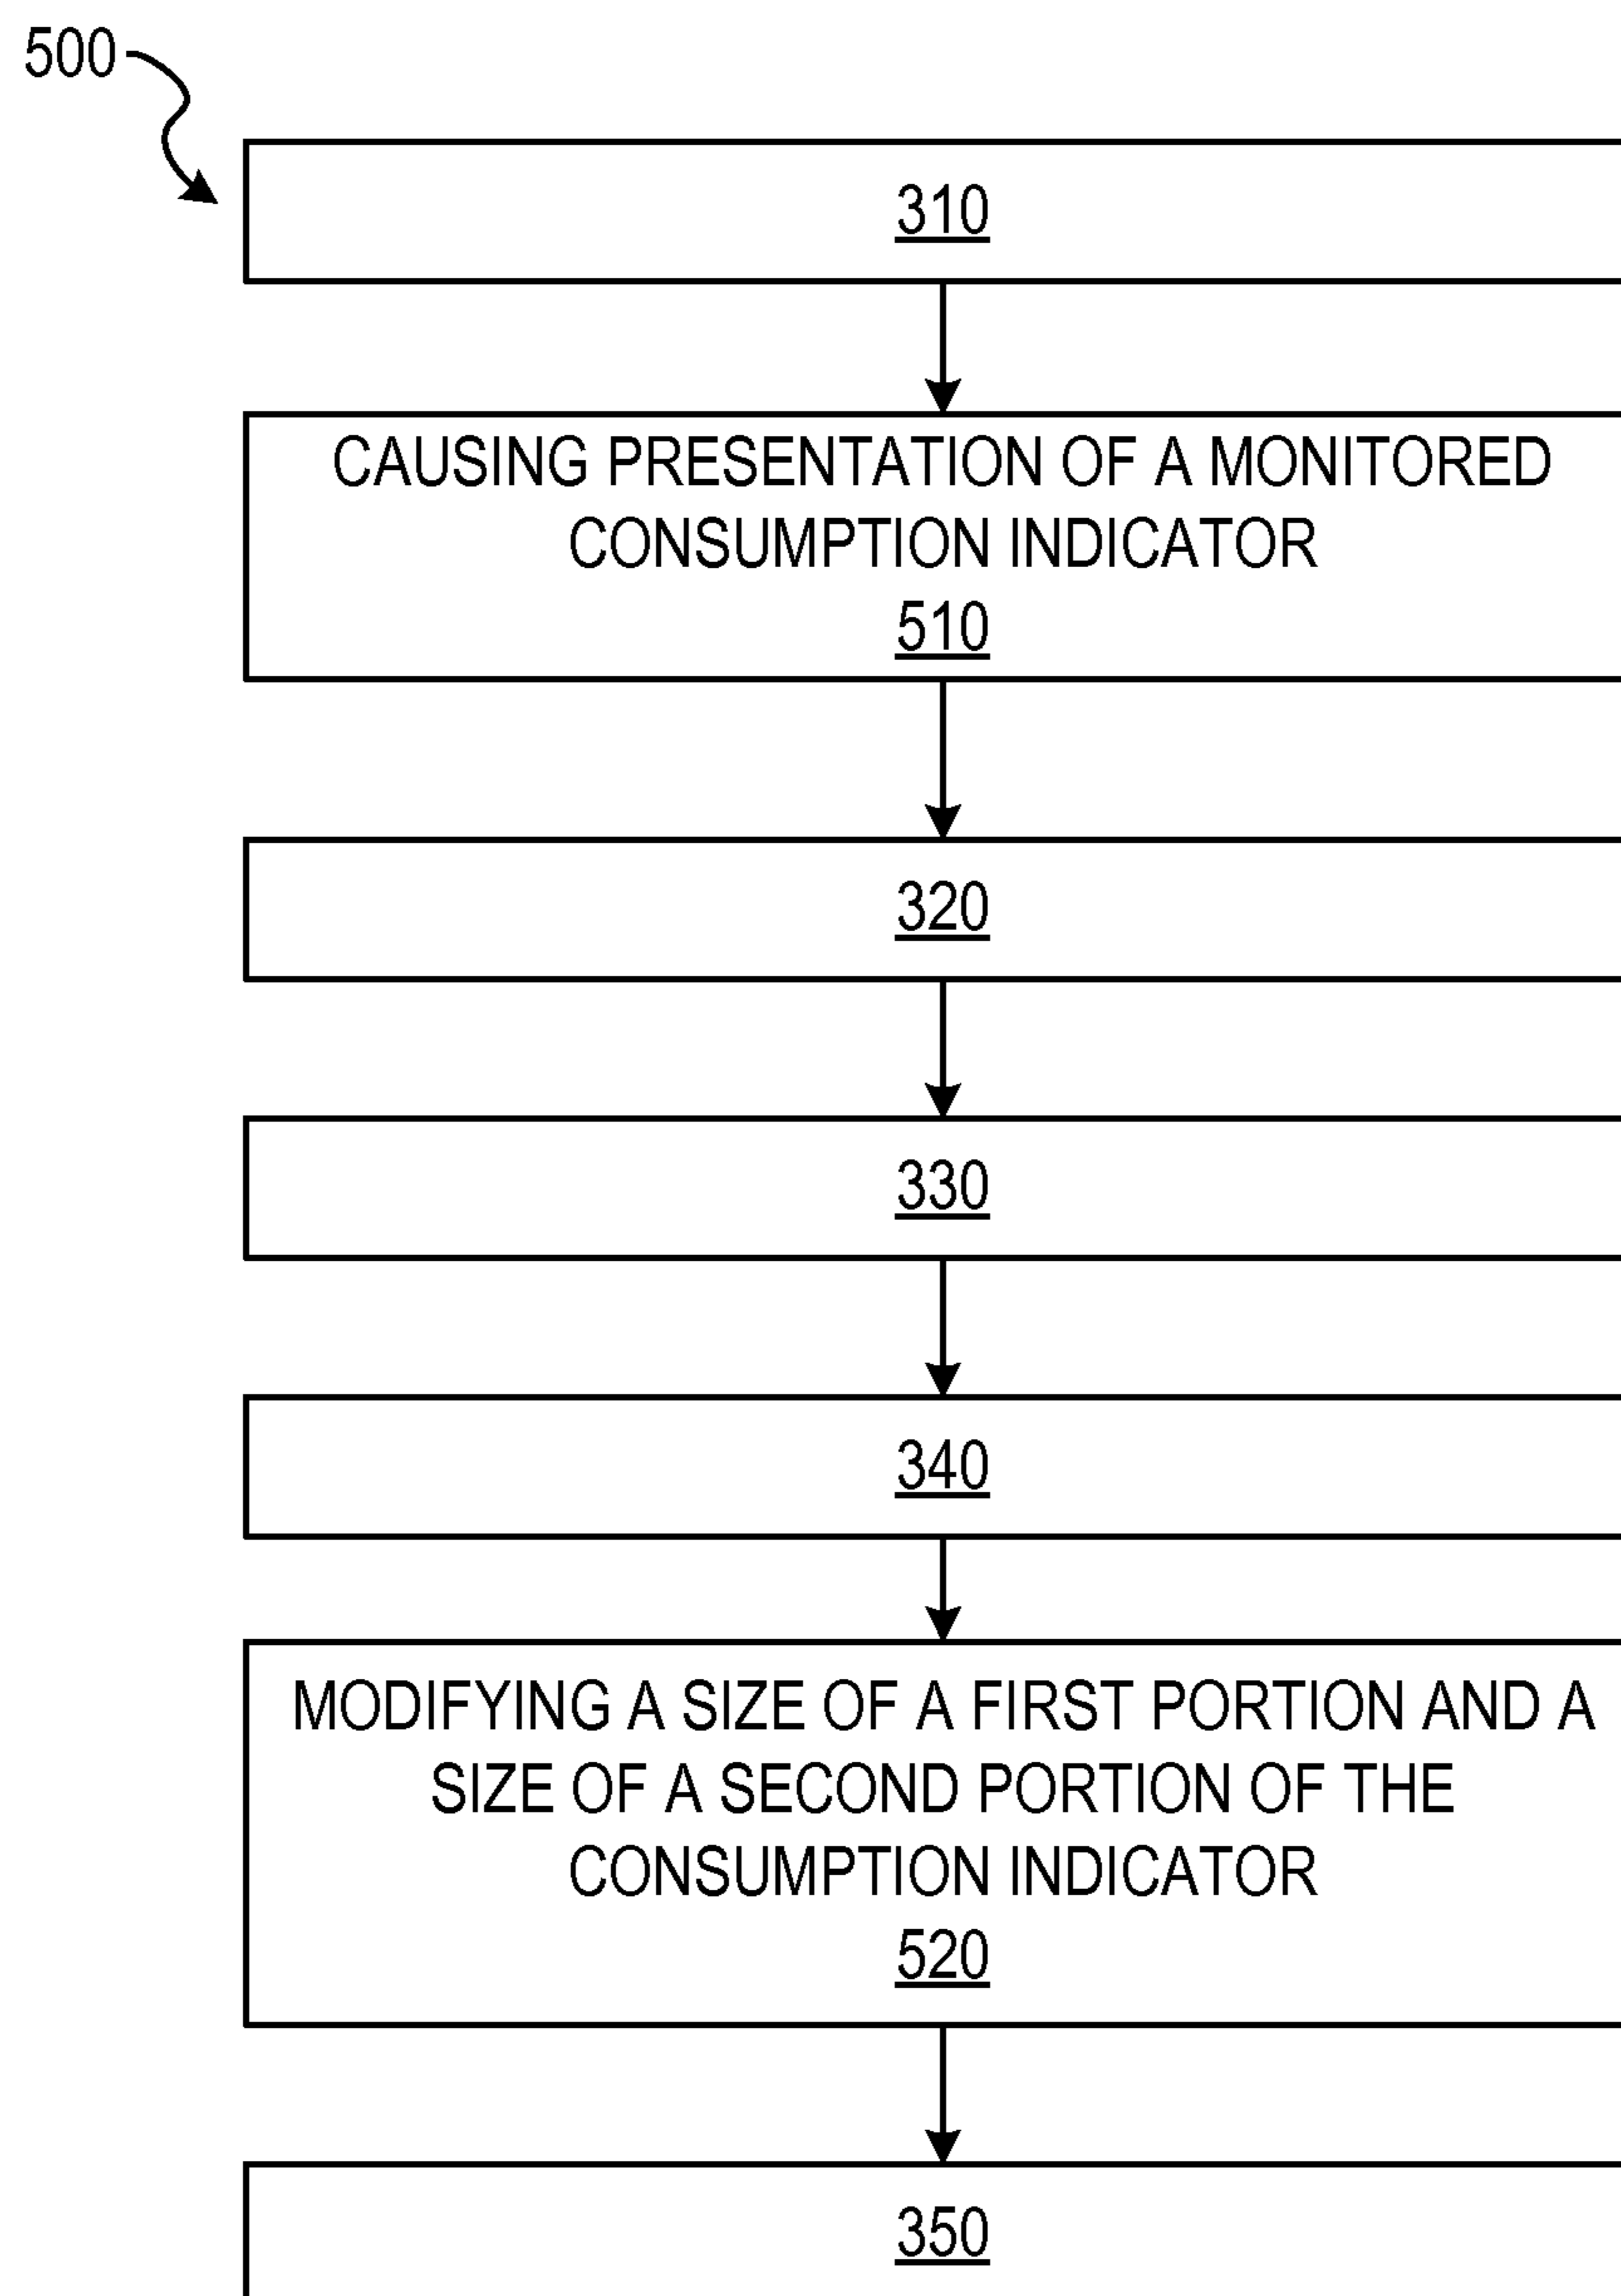 500
310
CAUSING PRESENTATION OF A MONITORED
CONSUMPTION INDICATOR
510
320
330
340
MODIFYING A SIZE OF A FIRST PORTION AND A
SIZE OF A SECOND PORTION OF THE
CONSUMPTION INDICATOR
520
350